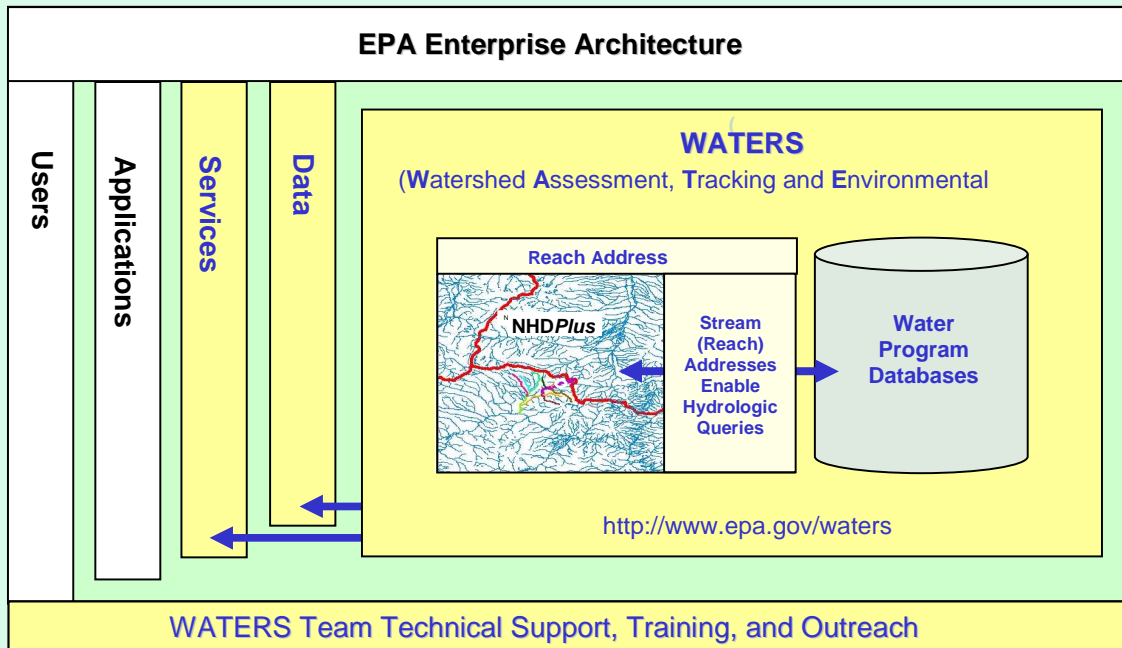 EPA Enterprise Architecture
Users
Applications
Services
Data
(
WATERS
(Watershed Assessment, Tracking and Environmental
Reach Address
N
NHDPlus
Stream
(Reach)
Addresses
Enable
Hydrologic
Queries
Water
Program
Databases
http://www.epa.gov/waters
WATERS Team Technical Support, Training, and Outreach